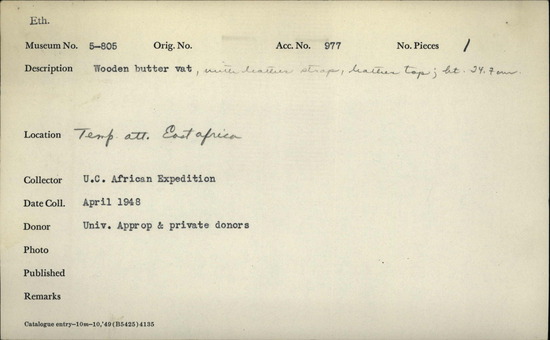 Eth.
Museum No. 5-805 Orig. No. Acc. No. 977 No. Pieces 1
Description Wooden butter vat, with leather strap, leather top; ht. 24.7 cm.
Location Temp att. East africa
Collector U.C. African Expedition
Date Coll. April 1948
Donor Univ. Approp & private donors
Photo
Published
Remarks
Catalogue entry—10m—10,'49(B5425)4135